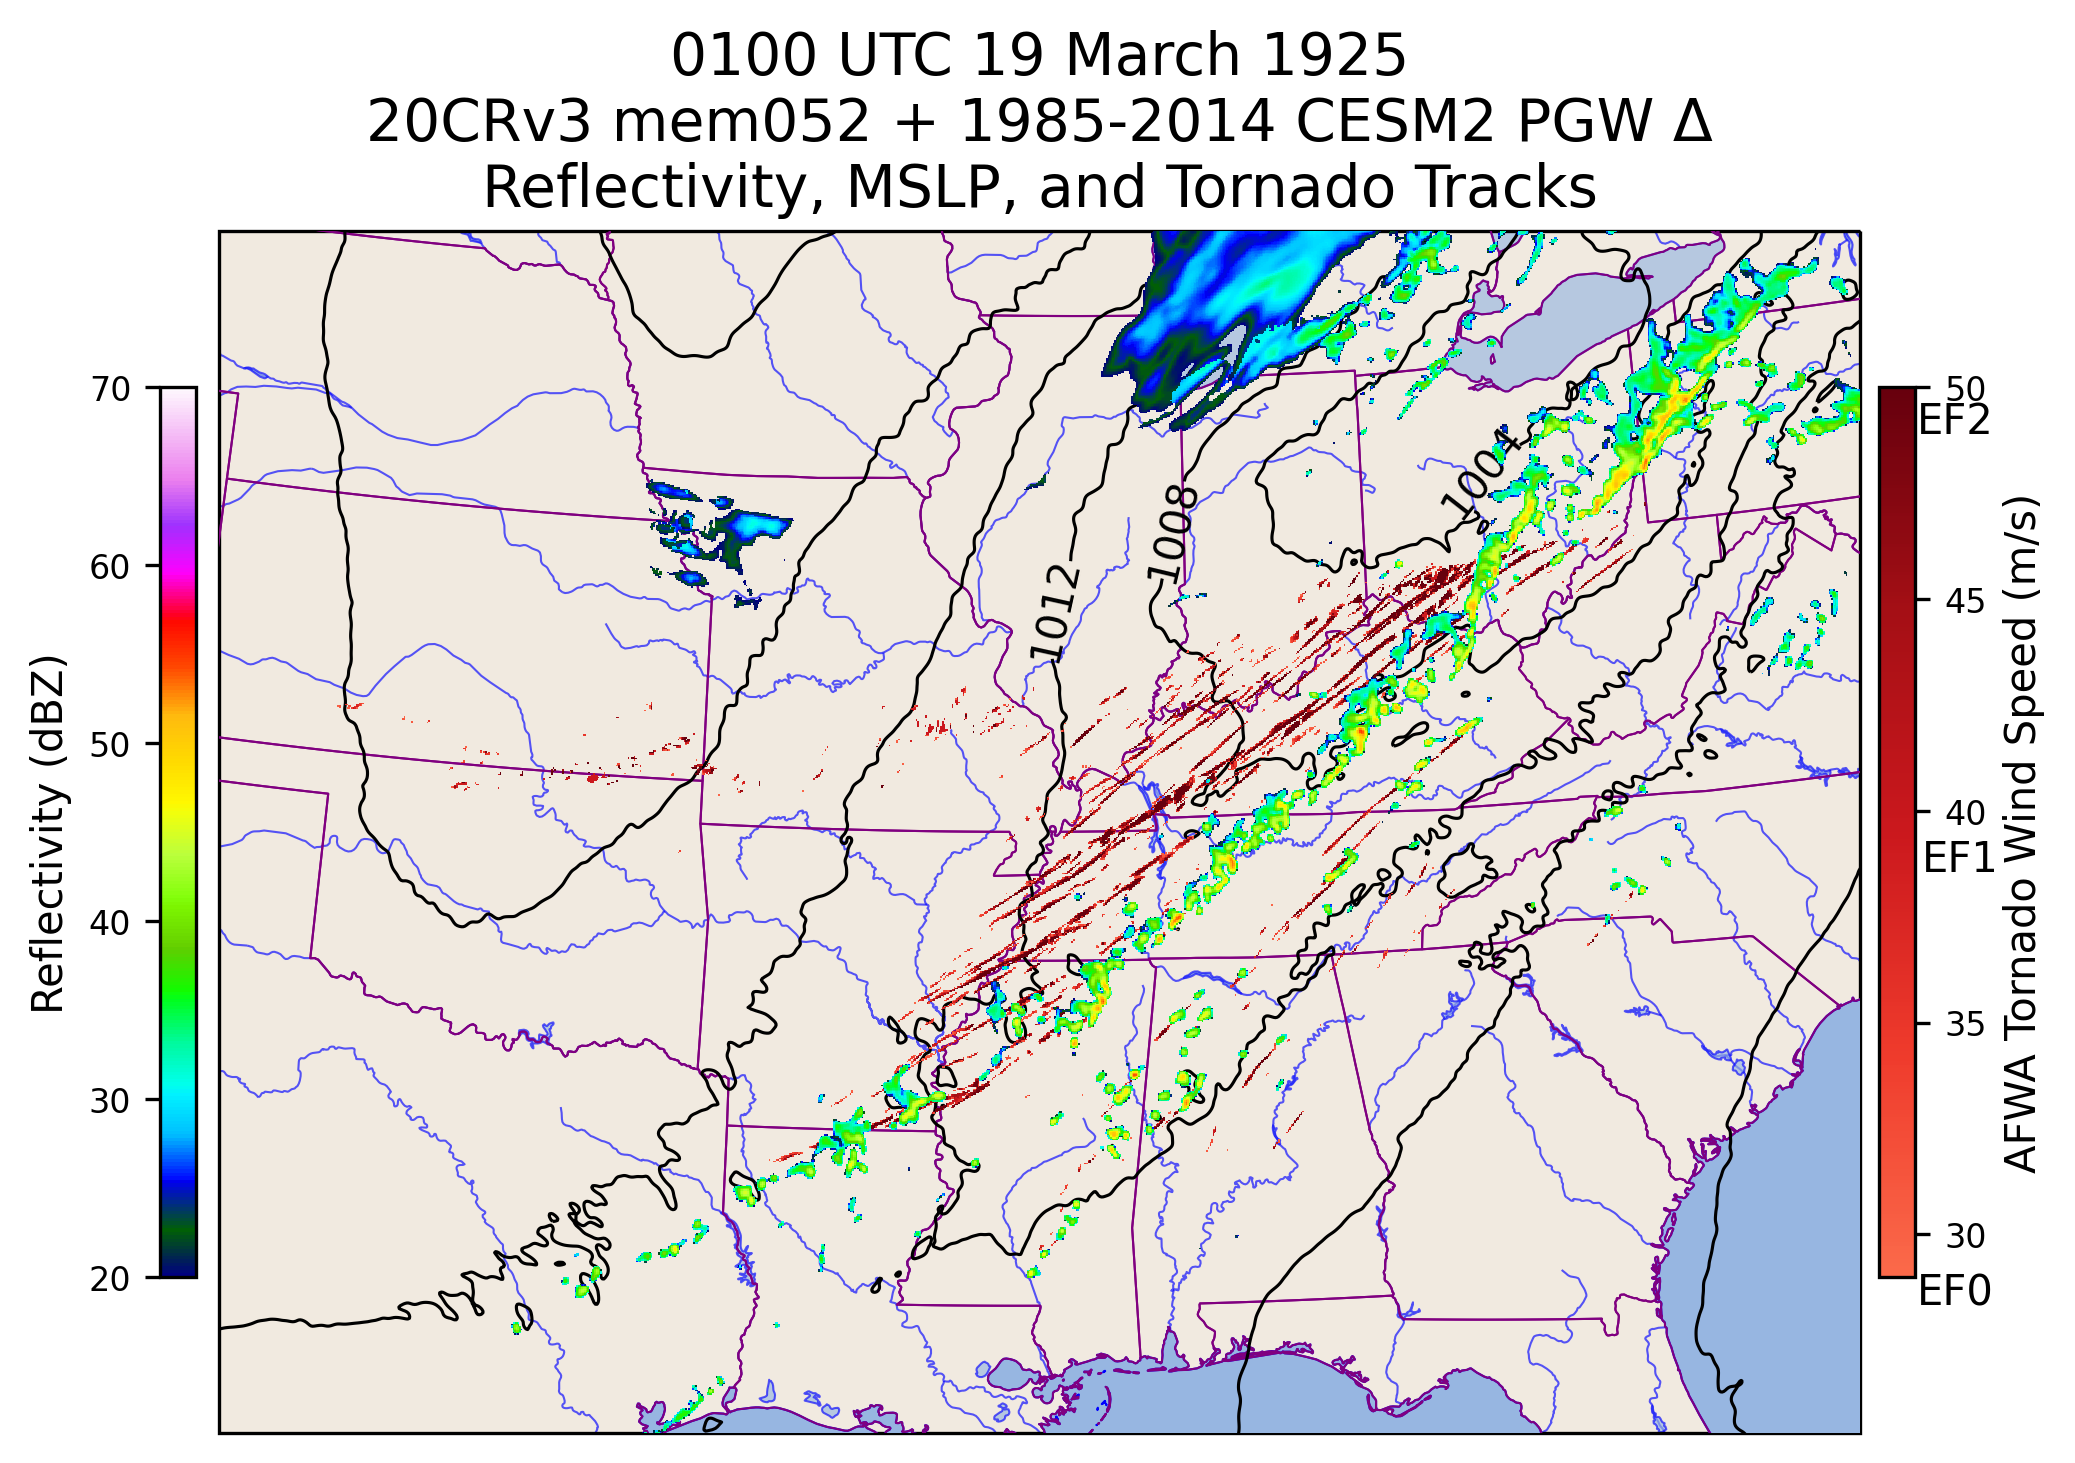 0100 UTC 19 March 1925
20CRv3 mem052 + 1985-2014 CESM2 PGW Δ
Reflectivity, MSLP, and Tornado Tracks
Reflectivity (dBZ)
70
60
50
40
30
20
1004
1008
1012
50
EF2
45
40
EF1
35
30
EF0
AFWA Tornado Wind Speed (m/s)